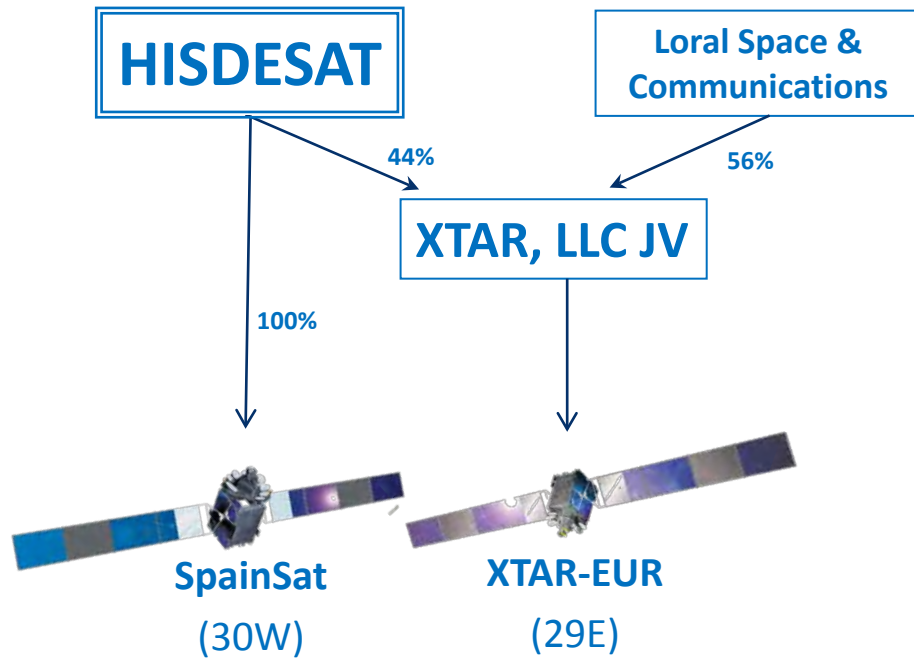 HISDESAT
Loral Space &
Communications
44%
56%
XTAR, LLC JV
100%
SpainSat
(30W)
XTAR-EUR
(29E)